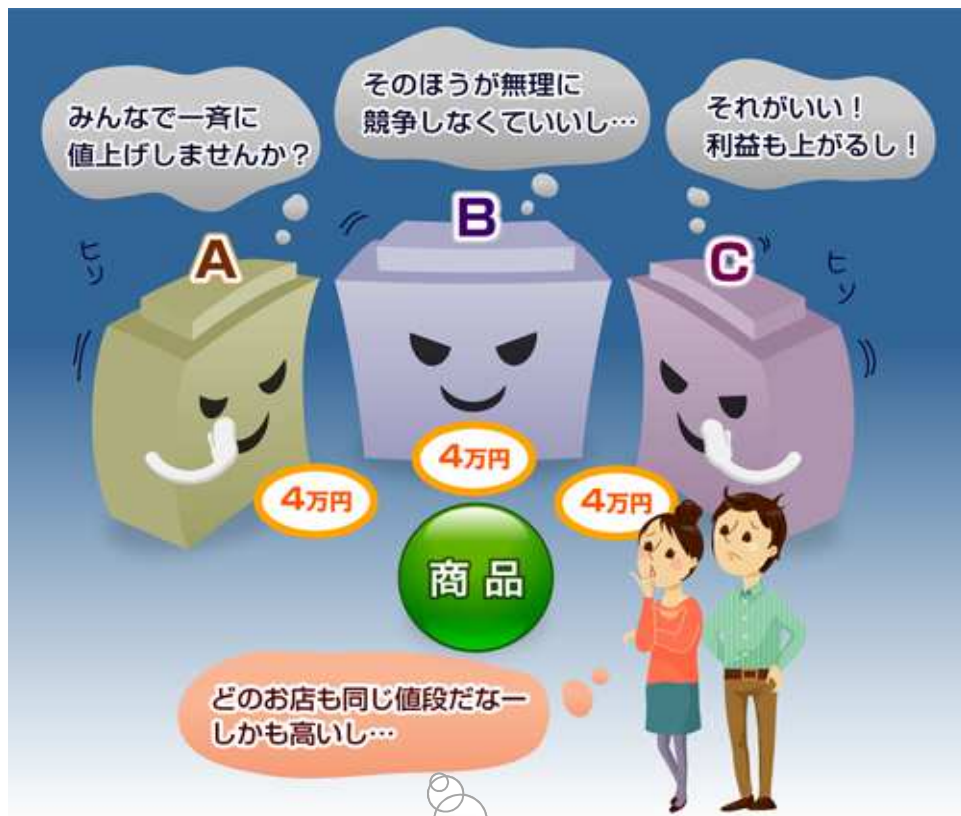 みんなで一斉に
値上げしませんか?
そのほうが無理に
競争しなくていいし…
それがいい!
利益も上がるし!
A
B
C
ヒソ
ヒソ
4万円
4万円
4万円
商品
どのお店も同じ値段だなー
しかも高いし…